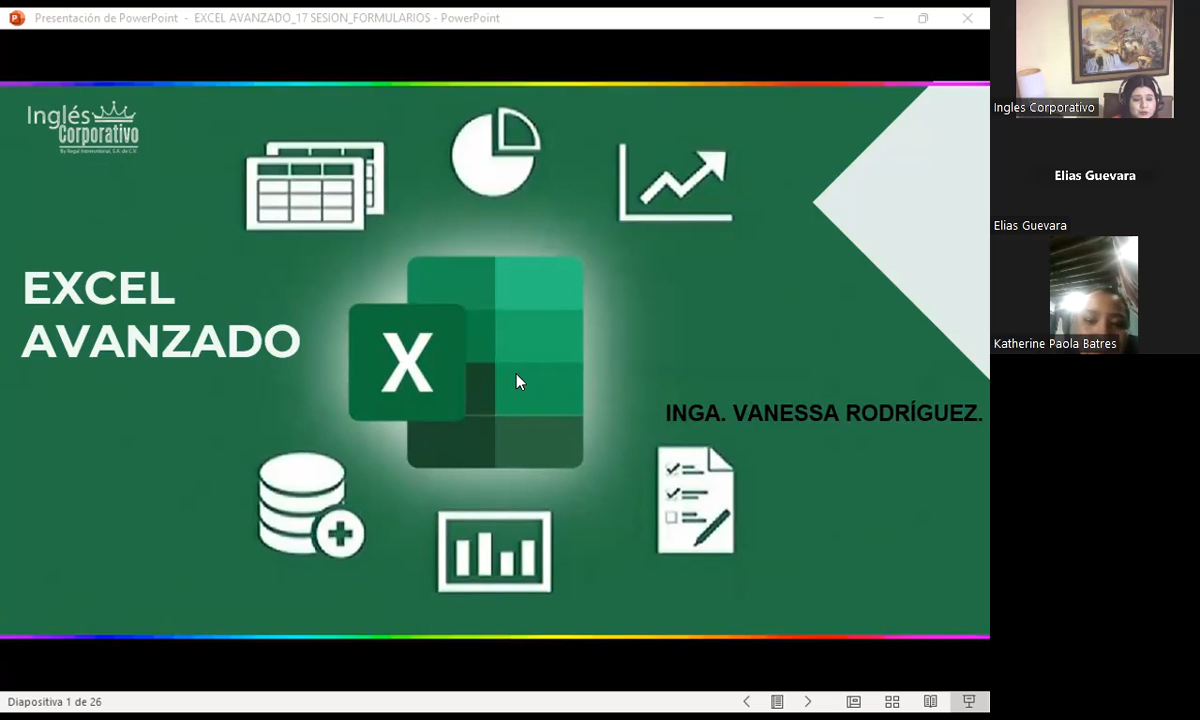 Presentación de PowerPoint - EXCEL AVANZADO_17 SESION_FORMULARIOS - PowerPoint
Inglés
Corporativo
EXCEL
AVANZADO
X
INGA. VANESSA RODRÍGUEZ.
Diapositiva 1 de 26
Ingles Corporativo
Elias Guevara
Elias Guevara
Katherine Paola Batres